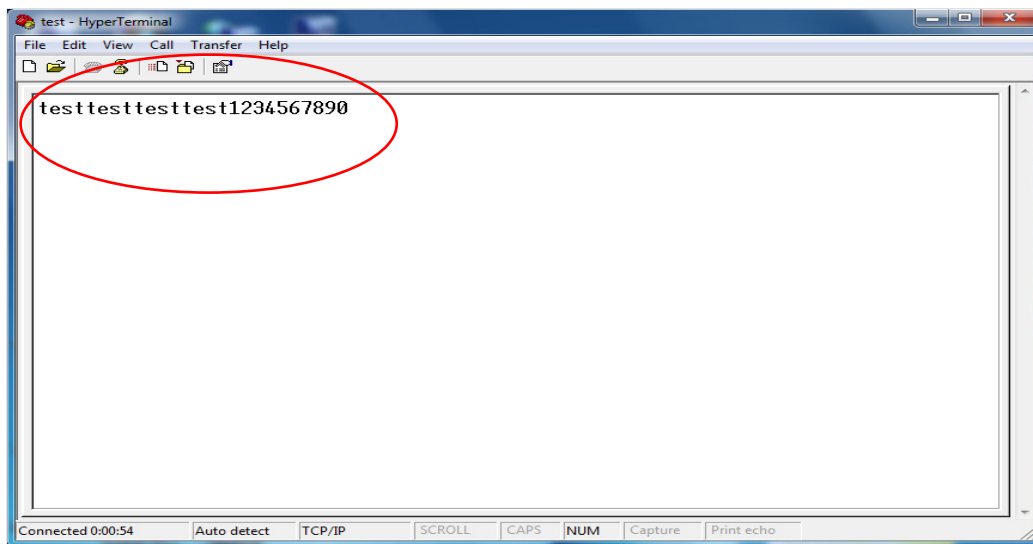 test - HyperTerminal
File Edit View Call Transfer Help
testtesttesttest1234567890
Connected 0:00:54 Auto detect TCP/IP SCROLL CAPS NUM Capture Print echo